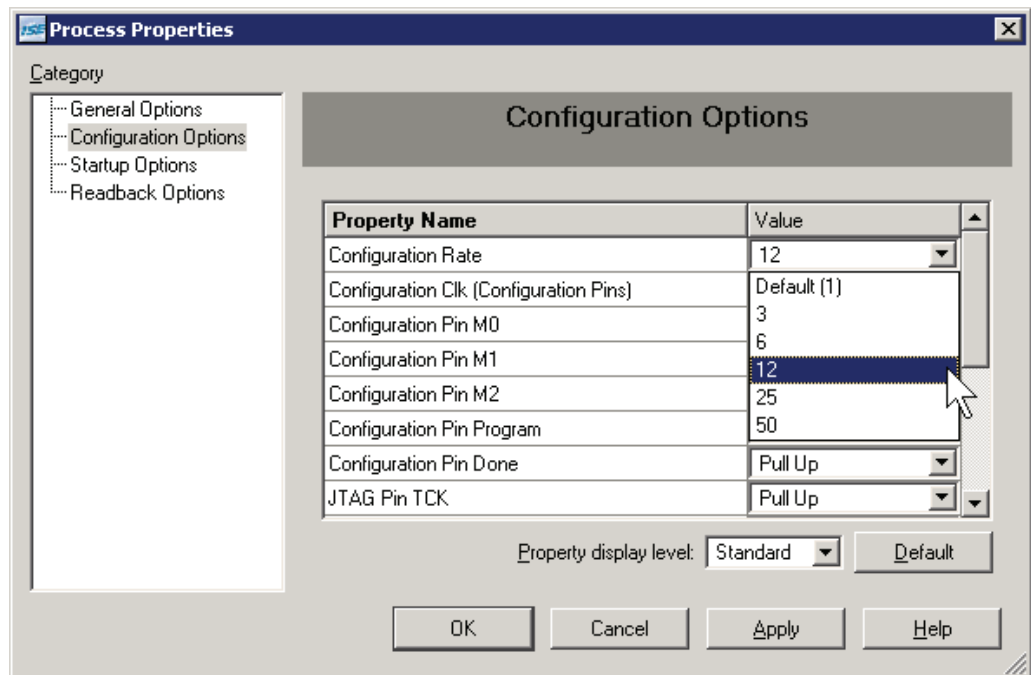 ISE Process Properties
Category
General Options
Configuration Options
Startup Options
Readback Options
Configuration Options
Property Name Value
Configuration Rate 12
Configuration Clk (Configuration Pins) Default (1)
Configuration Pin M0 3
6
Configuration Pin M1 12
Configuration Pin M2 25
Configuration Pin Program 50
Configuration Pin Done Pull Up
JTAG Pin TCK Pull Up
Property display level: Standard Default
OK Cancel Apply Help